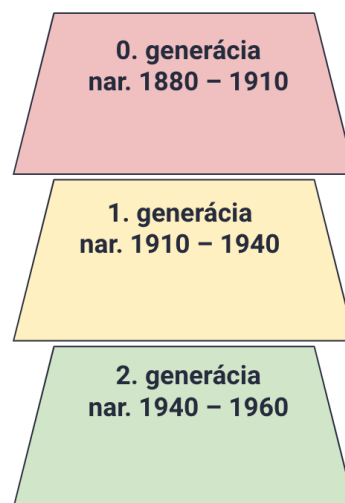 0. generácia
nar. 1880 – 1910
1. generácia
nar. 1910 – 1940
2. generácia
nar. 1940 – 1960